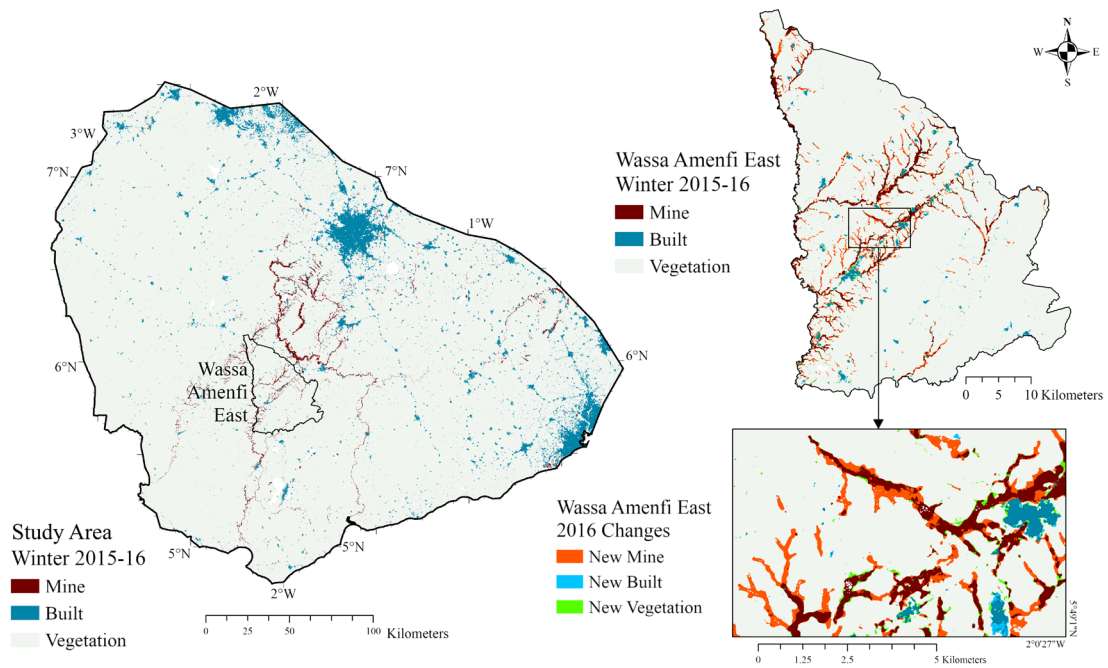 N
W
E
S
2°W
3°W
7°N
7°N
1°W
6°N
6°N
Wassa
Amenfi
East
5°N
5°N
2°W
Study Area
Winter 2015-16
Mine
Built
Vegetation
0 25 50 100 Kilometers
Wassa Amenfi East
Winter 2015-16
Mine
Built
Vegetation
0 5 10 Kilometers
Wassa Amenfi East
2016 Changes
New Mine
New Built
New Vegetation
5°49'1"N
2°0'27"W
0 1.25 2.5 5 Kilometers